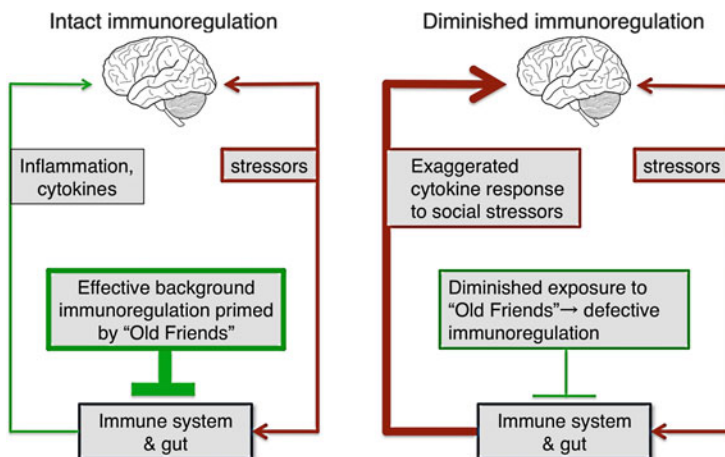 Intact immunoregulation
Inflammation,
cytokines
stressors
Effective background
immunoregulation primed
by “Old Friends”
Immune system
& gut
Diminished immunoregulation
Exaggerated
cytokine response
to social stressors
stressors
Diminished exposure to
“Old Friends”→ defective
immunoregulation
Immune system
& gut